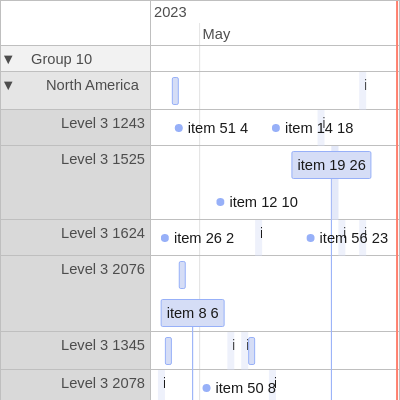 2023
May
▼ Group 10
▼ North America
i
Level 3 1243
item 51 4
item 14 18
i
Level 3 1525
item 19 26
item 12 10
Level 3 1624
item 26 2
i
item 56 23
i
i
Level 3 2076
item 8 6
Level 3 1345
i
i
Level 3 2078
i
item 50 8
i